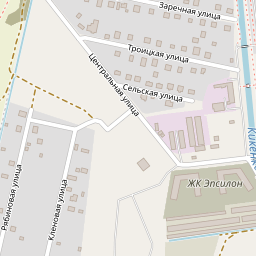 Заречная улица
Троицкая улица
Центральная улица
Сельская улица
ЖК Эпсилон
Рябиновая улица
Кленовая улица